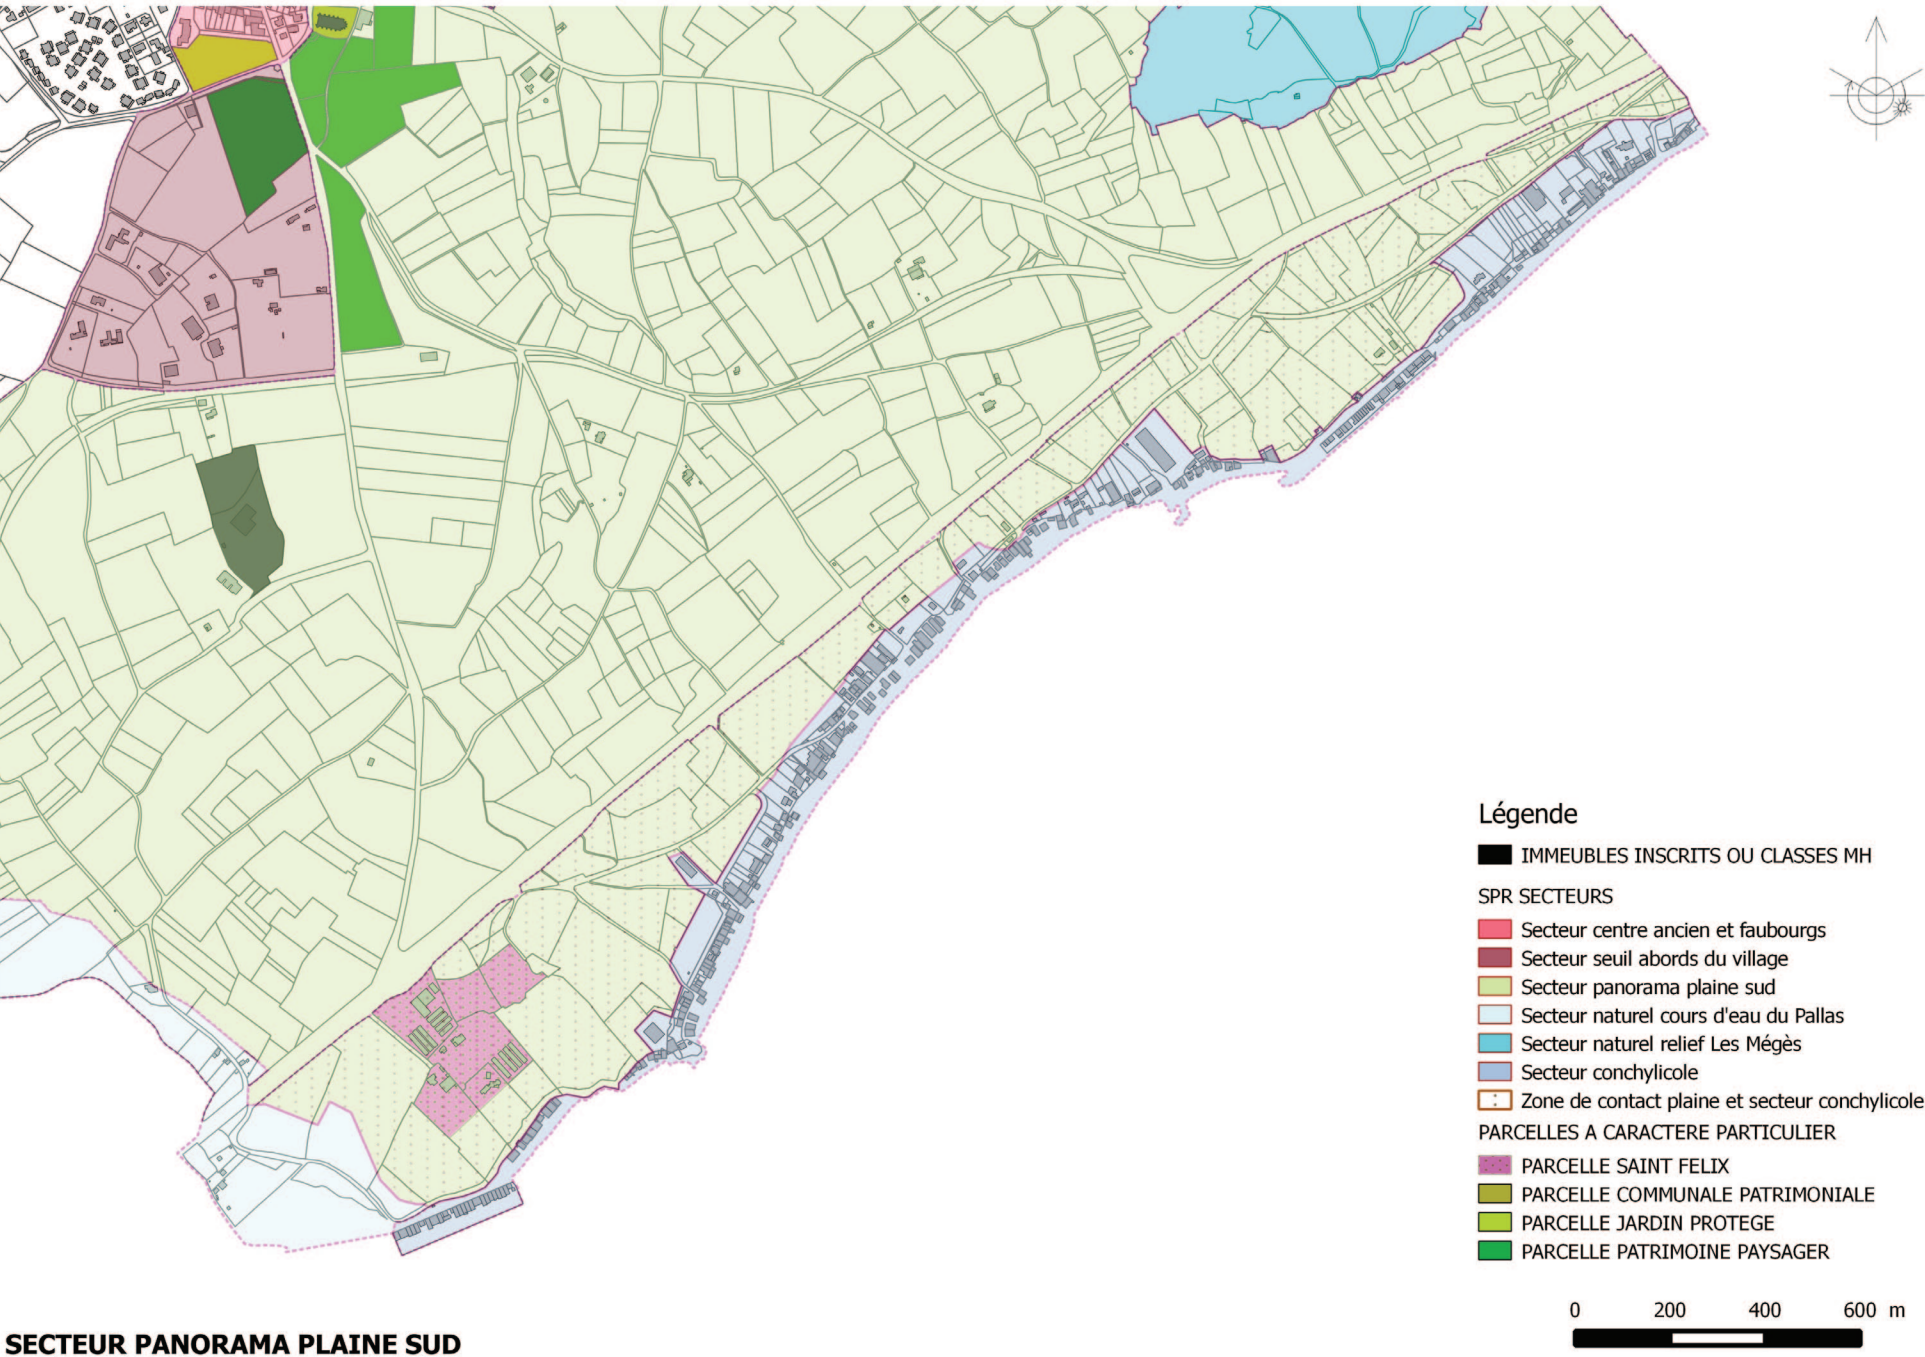 Légende
IMMEUBLES INSCRITS OU CLASSES MH
SPR SECTEURS
Secteur centre ancien et faubourgs
Secteur seuil abords du village
Secteur panorama plaine sud
Secteur naturel cours d'eau du Pallas
Secteur naturel relief Les Mégès
Secteur conchylicole
Zone de contact plaine et secteur conchylicole
PARCELLES A CARACTERE PARTICULIER
PARCELLE SAINT FELIX
PARCELLE COMMUNALE PATRIMONIALE
PARCELLE JARDIN PROTEGE
PARCELLE PATRIMOINE PAYSAGER
0 200 400 600 m
SECTEUR PANORAMA PLAINE SUD